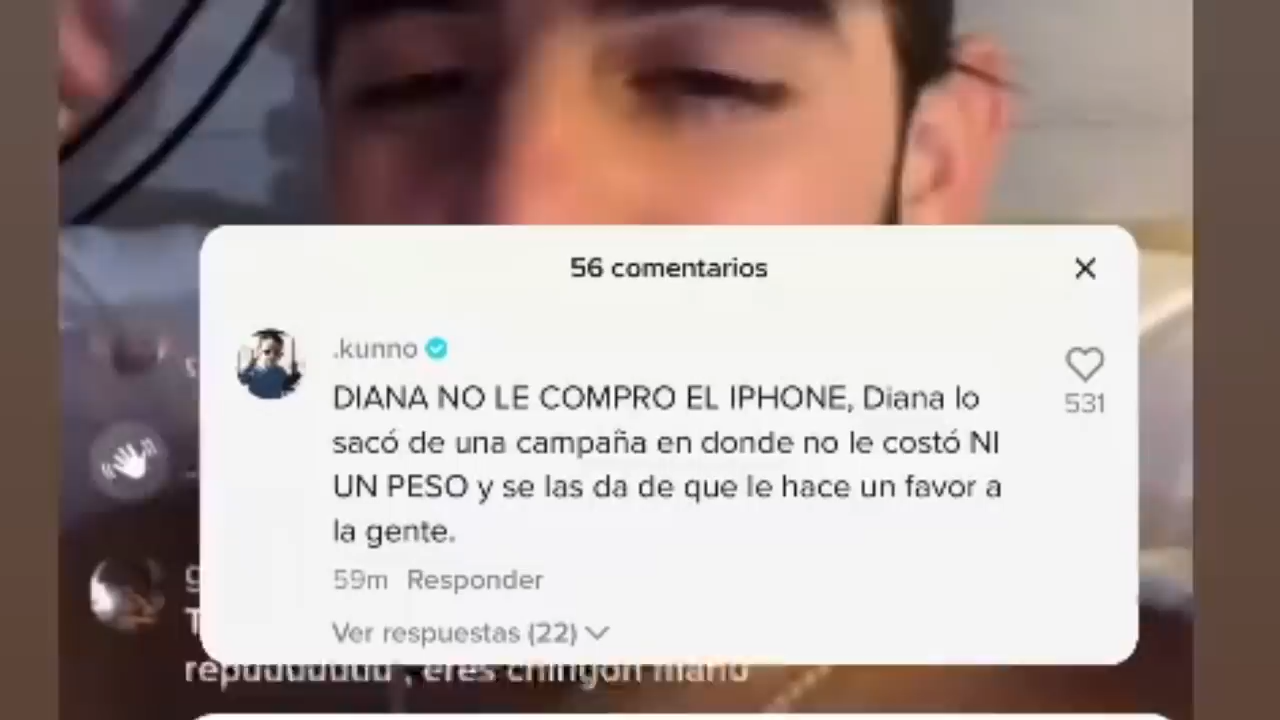 56 comentarios
.kunno
DIANA NO LE COMPRO EL IPHONE, Diana lo
sacó de una campaña en donde no le costó NI
UN PESO y se las da de que le hace un favor a
la gente.
531
59m Responder
Ver respuestas (22)
eres chingon manu